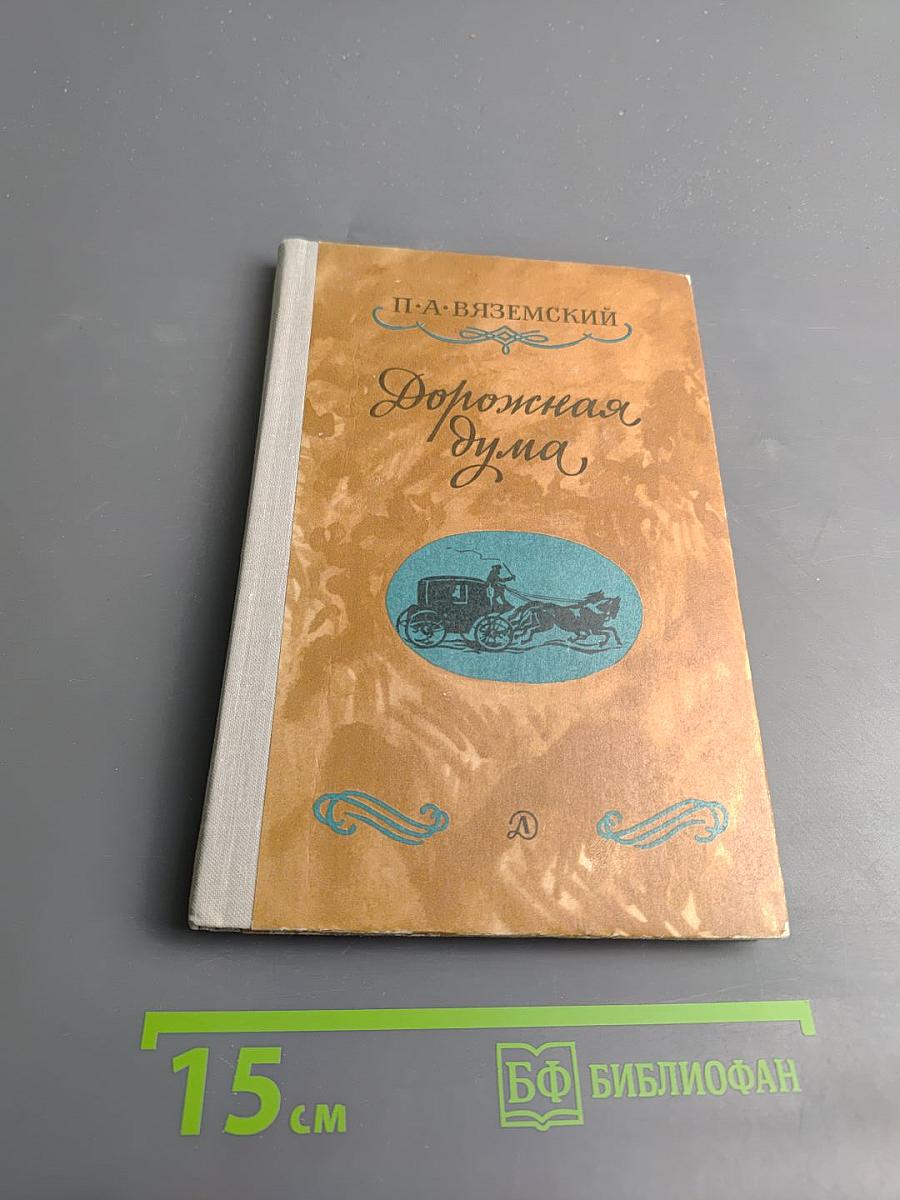 П·А·ВЯЗЕМСКИЙ
Дорожная
дума
Д
15 см
БФ БИБЛИОФАН